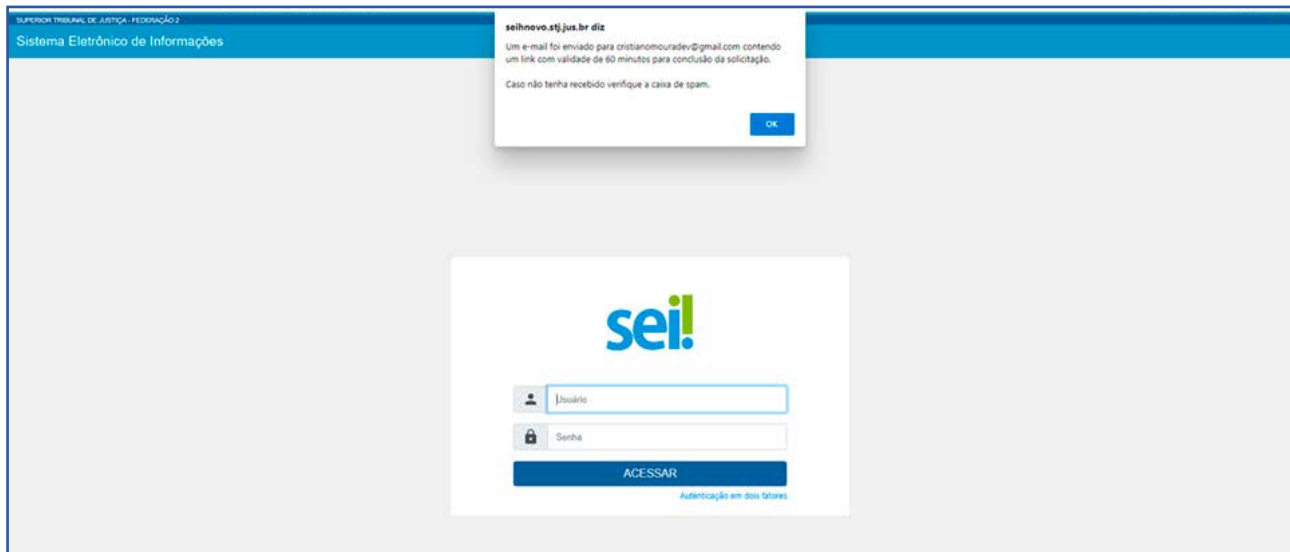 SUPERIOR TRIBUNAL DE JUSTIÇA - FEDERAÇÃO 2
Sistema Eletrônico de Informações
seihnovo.stj.jus.br diz
Um e-mail foi enviado para cristianomouradev@gmail.com contendo
um link com validade de 60 minutos para conclusão da solicitação.
Caso não tenha recebido verifique a caixa de spam.
OK
sei!
Usuário
Senha
ACESSAR
Autenticação em dois fatores